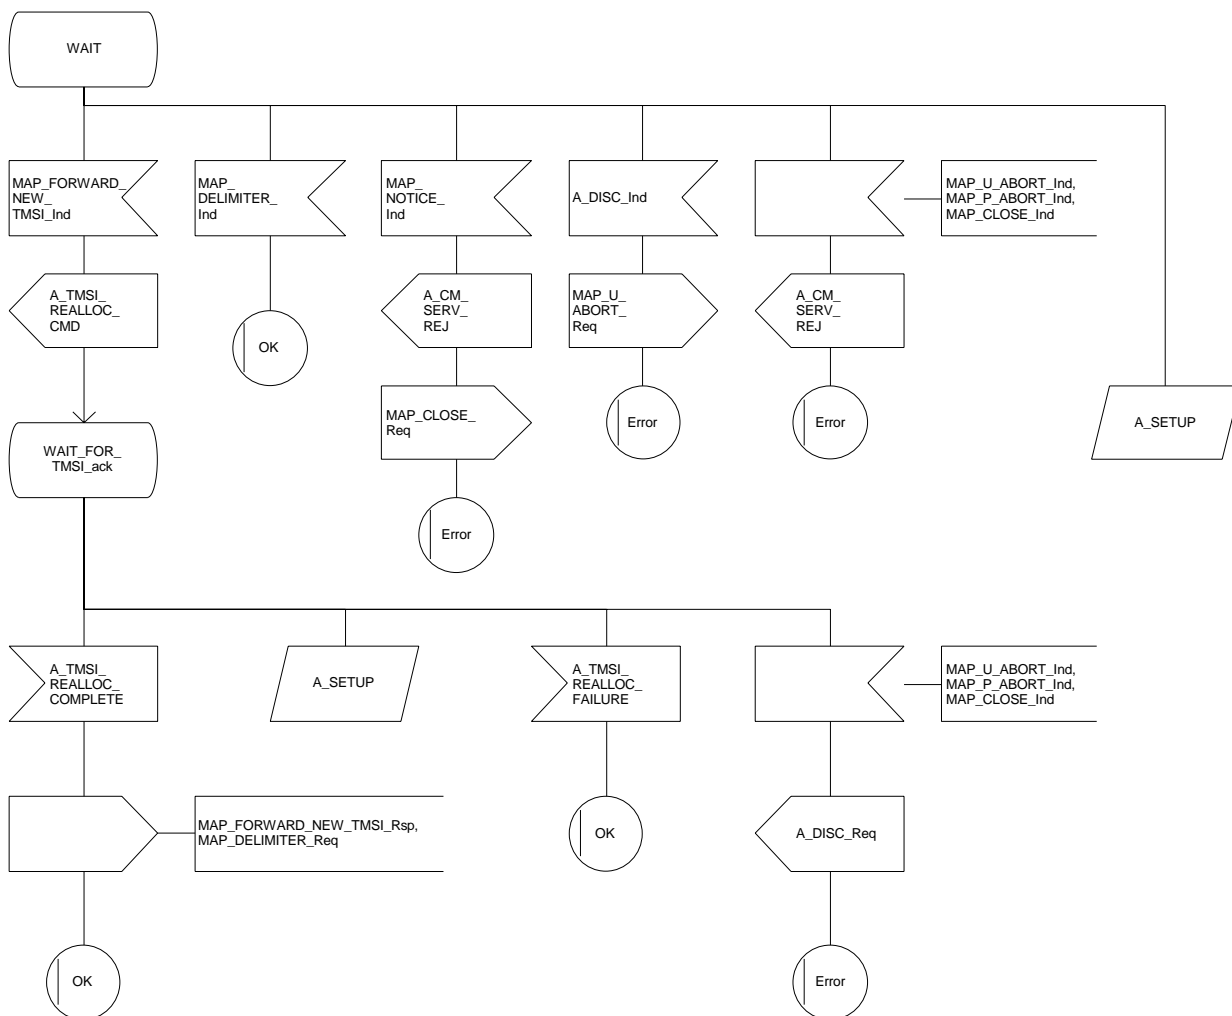 WAIT
MAP_FORWARD_
NEW_
TMSI_Ind
MAP_
DELIMITER_
Ind
MAP_
NOTICE_
Ind
A_DISC_Ind
MAP_U_ABORT_Ind,
MAP_P_ABORT_Ind,
MAP_CLOSE_Ind
A_TMSI_
REALLOC_
CMD
OK
A_CM_
SERV_
REJ
MAP_U_
ABORT_
Req
A_CM_
SERV_
REJ
MAP_CLOSE_
Req
Error
Error
A_SETUP
WAIT_FOR_
TMSI_ack
Error
A_TMSI_
REALLOC_
COMPLETE
A_SETUP
A_TMSI_
REALLOC_
FAILURE
MAP_U_ABORT_Ind,
MAP_P_ABORT_Ind,
MAP_CLOSE_Ind
MAP_FORWARD_NEW_TMSI_Rsp,
MAP_DELIMITER_Req
OK
A_DISC_Req
OK
Error